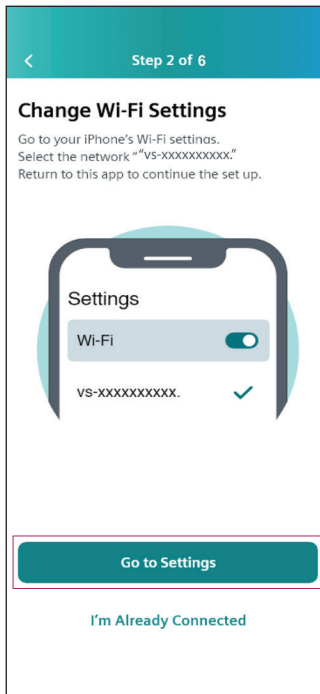 Step 2 of 6
Change Wi-Fi Settings
Go to your iPhone's Wi-Fi settings.
Select the network “"vs-xxxxxxxxxx."
Return to this app to continue the set up.
Settings
Wi-Fi
vs-xxxxxxxxxx.
Go to Settings
I'm Already Connected